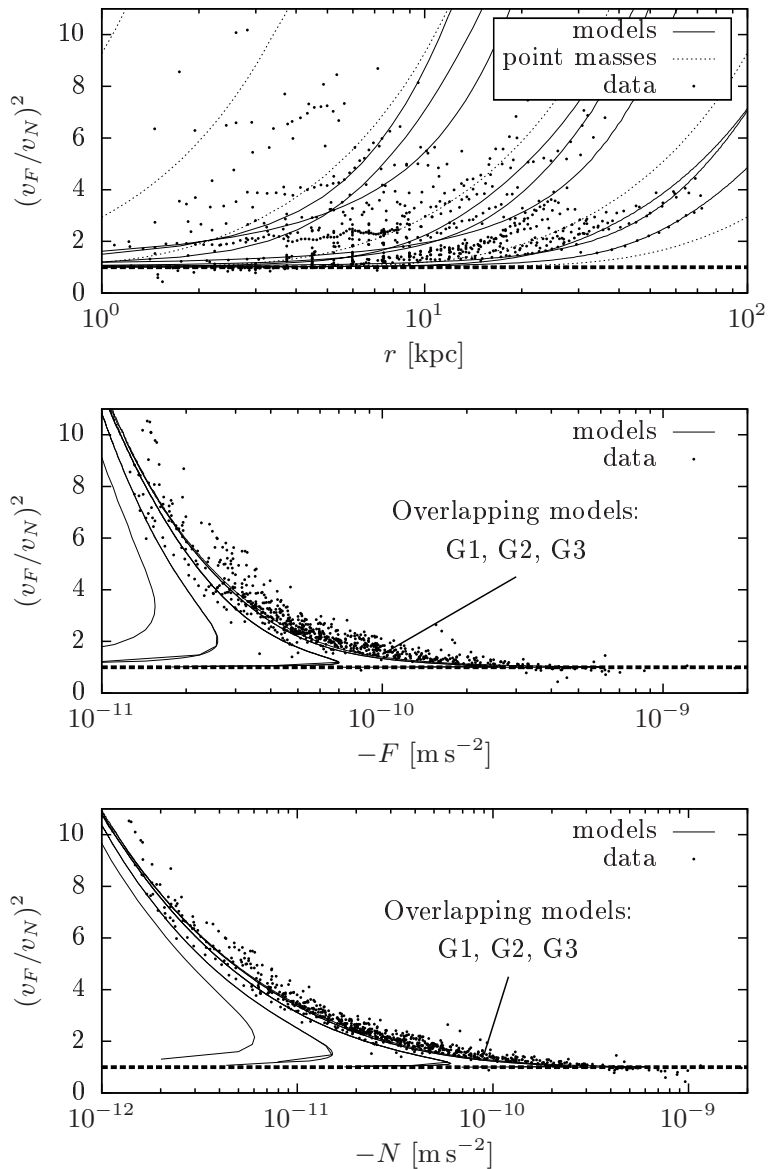 10
8
6
4
2
0
(v_F/v_N)^2
models
point masses
data
10^0
10^1
10^2
r [kpc]
10
8
6
4
2
0
(v_F/v_N)^2
models
data
Overlapping models:
G1, G2, G3
10^−11
10^−10
10^−9
−F [m s^−2]
10
8
6
4
2
0
(v_F/v_N)^2
models
data
Overlapping models:
G1, G2, G3
10^−12
10^−11
10^−10
10^−9
−N [m s^−2]